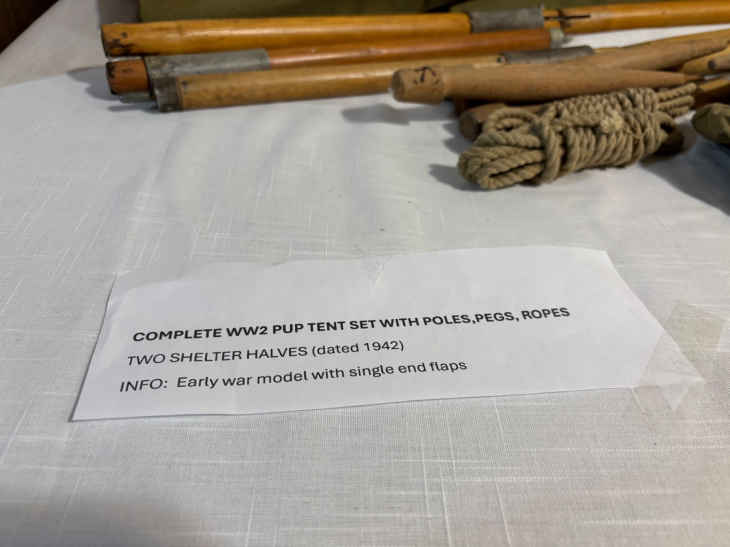 COMPLETE WW2 PUP TENT SET WITH POLES,PEGS, ROPES
TWO SHELTER HALVES (dated 1942)
INFO: Early war model with single end flaps